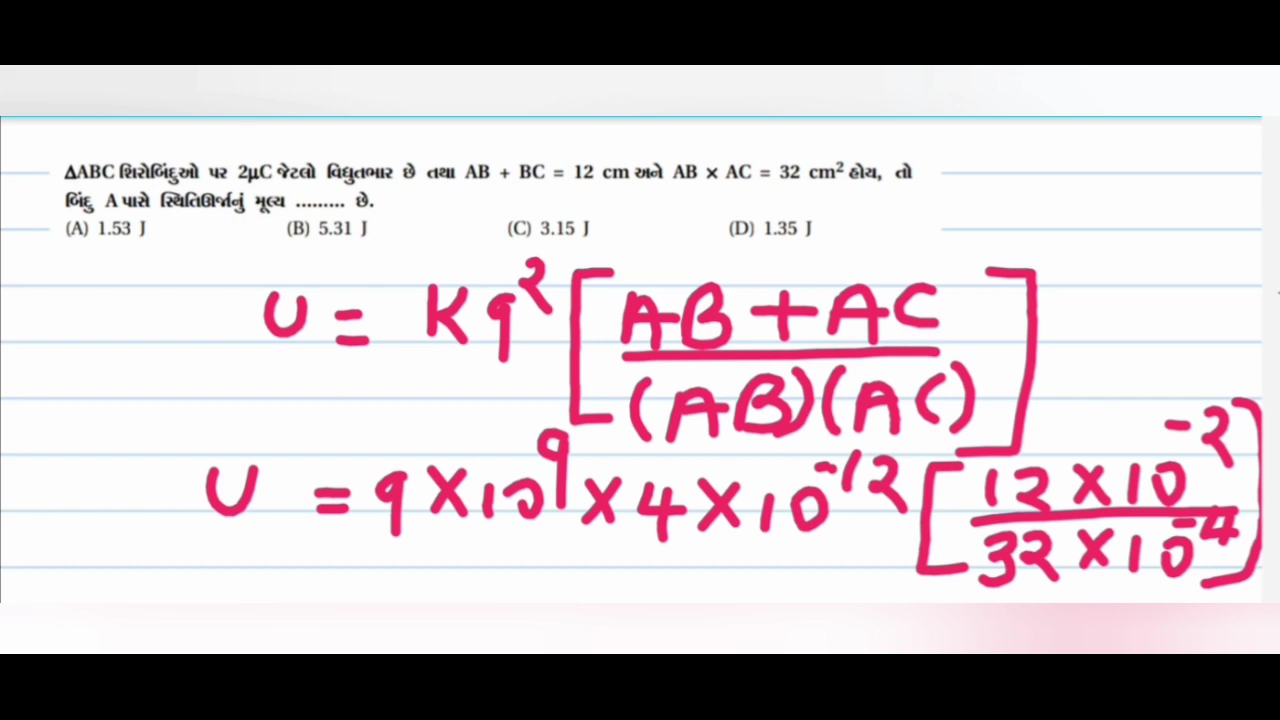 ΔABC શિરોબિંદુઓ પર 2μC જેટલો વિદ્યુતભાર છે તથા AB + BC = 12 cm અને AB × AC = 32 cm² હોય, તો
બિંદુ A પાસે સ્થિતિઊર્જાનું મૂલ્ય ......... છે.
(A) 1.53 J (B) 5.31 J (C) 3.15 J (D) 1.35 J
U = Kq² [ (AB + AC) / (AB)(AC) ]
U = 9 × 10⁹ × 4 × 10⁻¹² [ 12 × 10⁻² / 32 × 10⁻⁴ ]